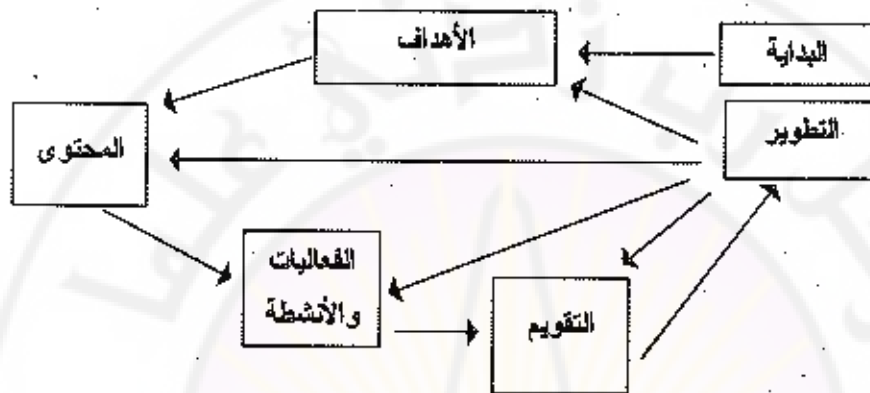 البداية
الأهداف
التطوير
المحتوى
الفعاليات
والأنشطة
التقويم